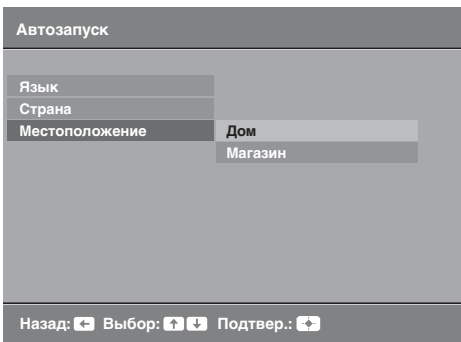 Автозапуск
Язык
Страна
Местоположение Дом
Магазин
Назад: Выбор: Подтвер.: